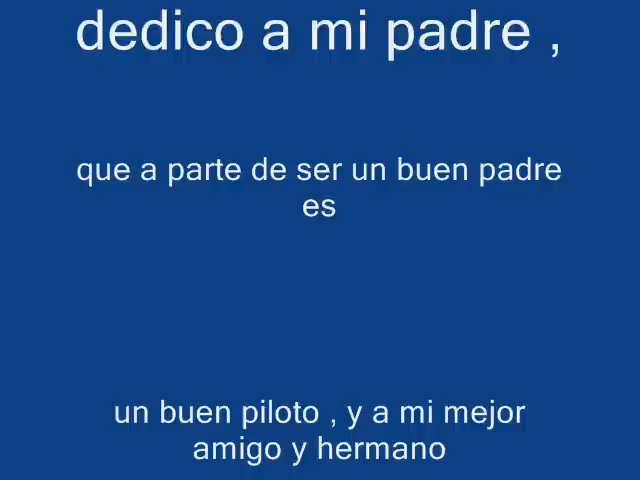 dedico a mi padre ,
que a parte de ser un buen padre
es
un buen piloto , y a mi mejor
amigo y hermano